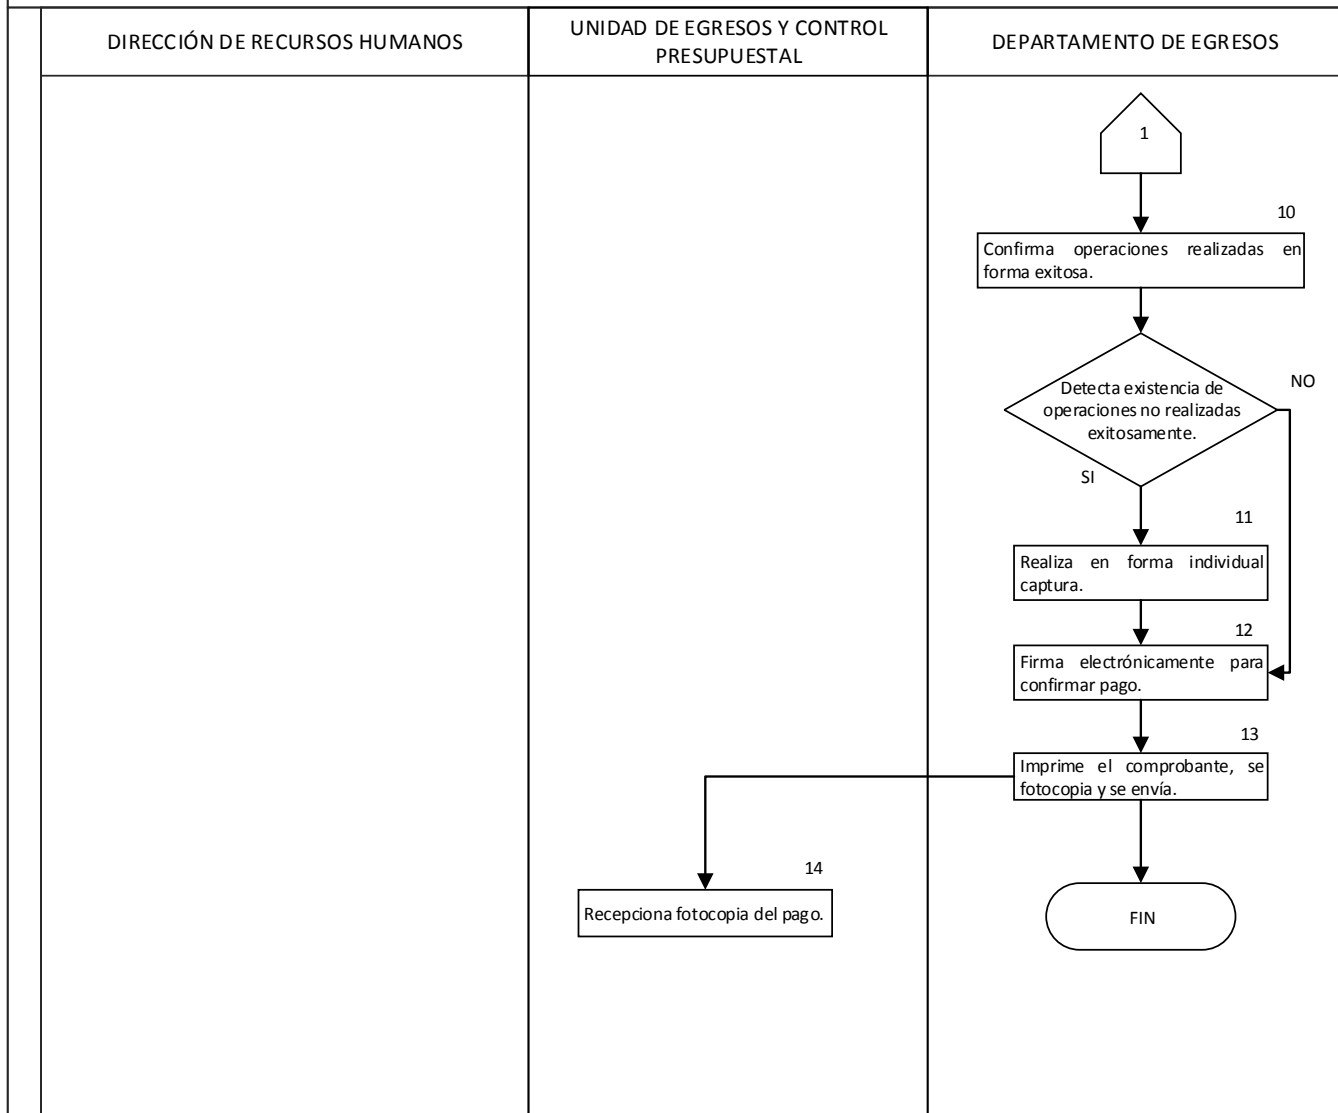 DIRECCIÓN DE RECURSOS HUMANOS
UNIDAD DE EGRESOS Y CONTROL
PRESUPUESTAL
DEPARTAMENTO DE EGRESOS
1
10
Confirma operaciones realizadas en
forma exitosa.
Detecta existencia de
operaciones no realizadas
exitosamente.
NO
SI
11
Realiza en forma individual
captura.
12
Firma electrónicamente para
confirmar pago.
13
Imprime el comprobante, se
fotocopia y se envía.
14
Recepciona fotocopia del pago.
FIN